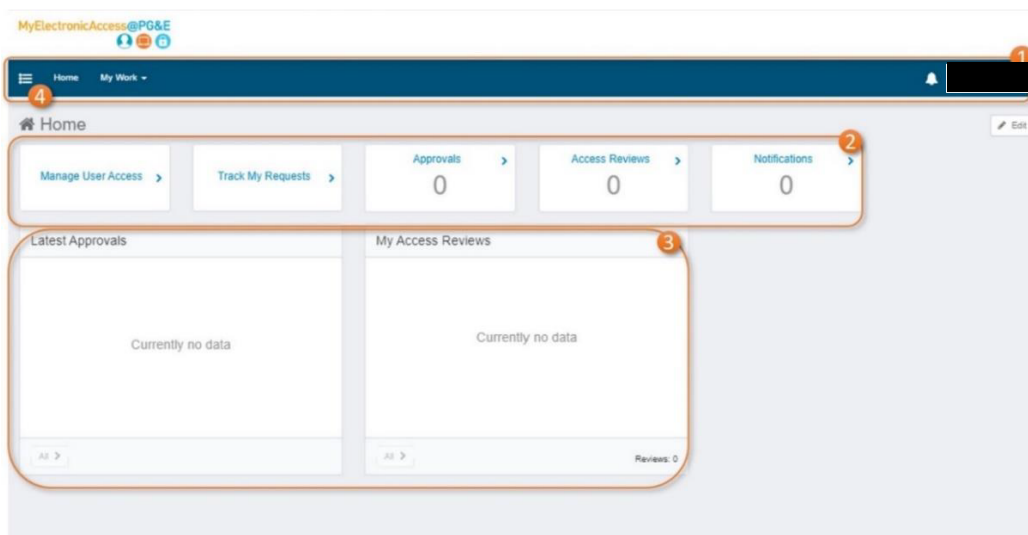 MyElectronicAccess@PG&E
1
Home My Work
4
Home
Edit
2
Manage User Access
Track My Requests
Approvals
0
Access Reviews
0
Notifications
0
Latest Approvals
My Access Reviews
3
Currently no data
Currently no data
All
All
Reviews: 0